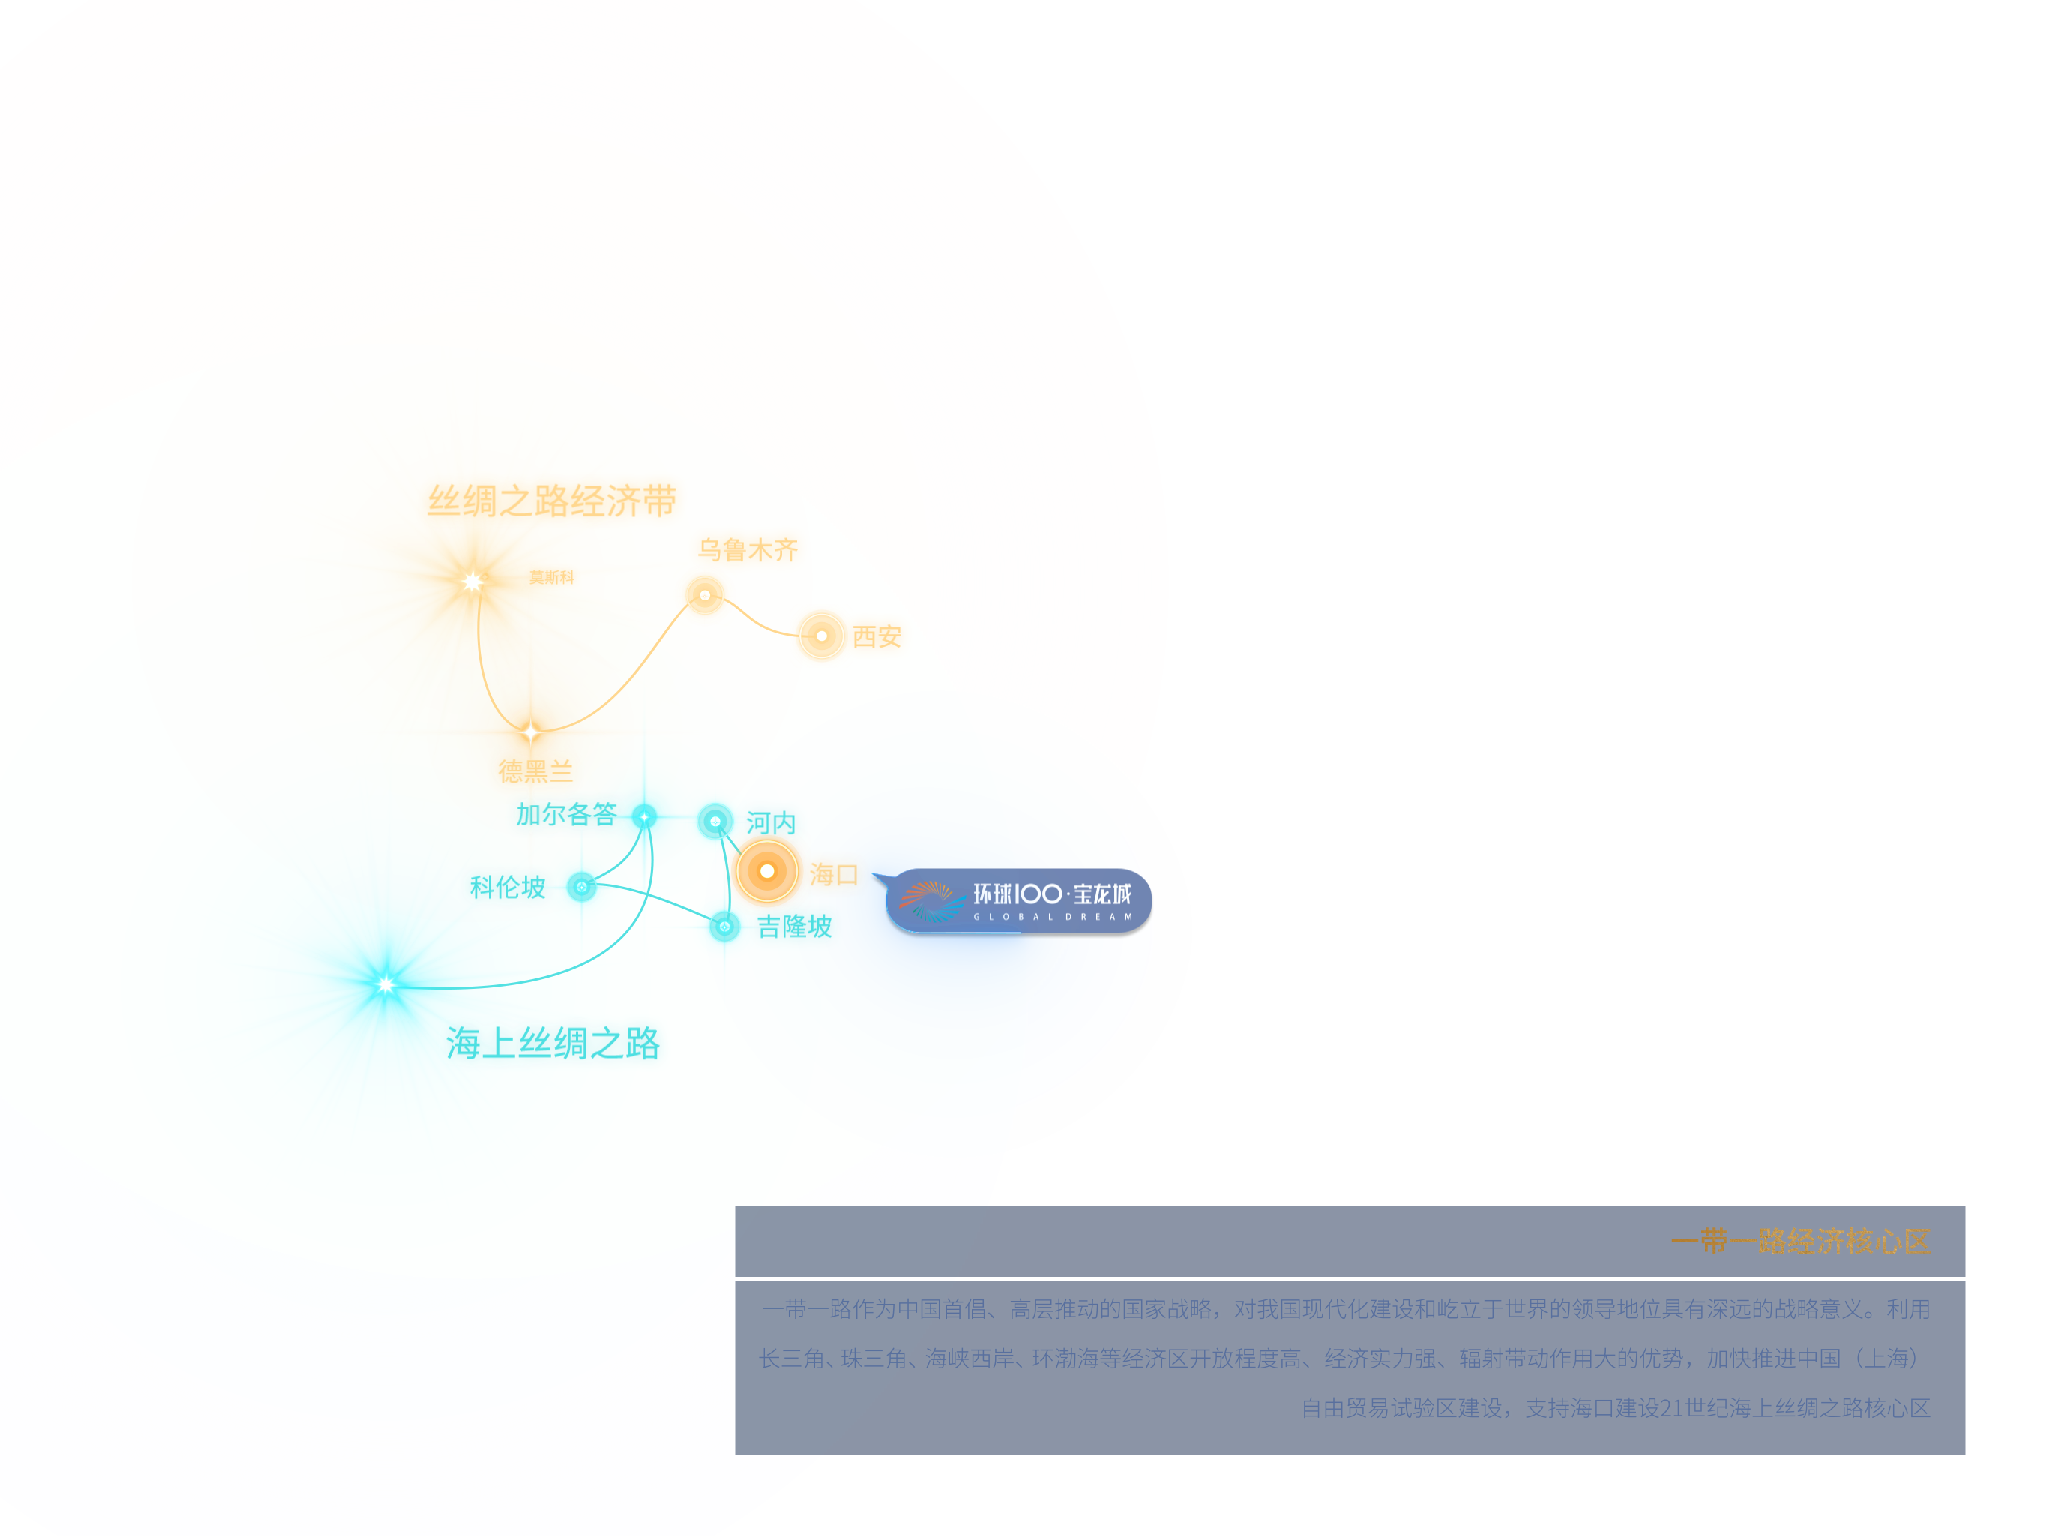 丝绸之路经济带
乌鲁木齐
莫斯科
西安
德黑兰
加尔各答
河内
海口
科伦坡
环球100·宝龙城
GLOBAL DREAM
吉隆坡
海上丝绸之路
一带一路经济核心区
一带一路作为中国首倡、高层推动的国家战略，对我国现代化建设和屹立于世界的领导地位具有深远的战略意义。利用
长三角、珠三角、海峡西岸、环渤海等经济区开放程度高、经济实力强、辐射带动作用大的优势，加快推进中国（上海）
自由贸易试验区建设，支持海口建设21世纪海上丝绸之路核心区